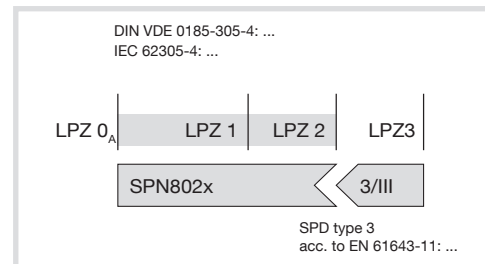 DIN VDE 0185-305-4: ...
IEC 62305-4: ...
LPZ 0A LPZ 1 LPZ 2 LPZ3
SPN802x 3/III
SPD type 3
acc. to EN 61643-11: ...